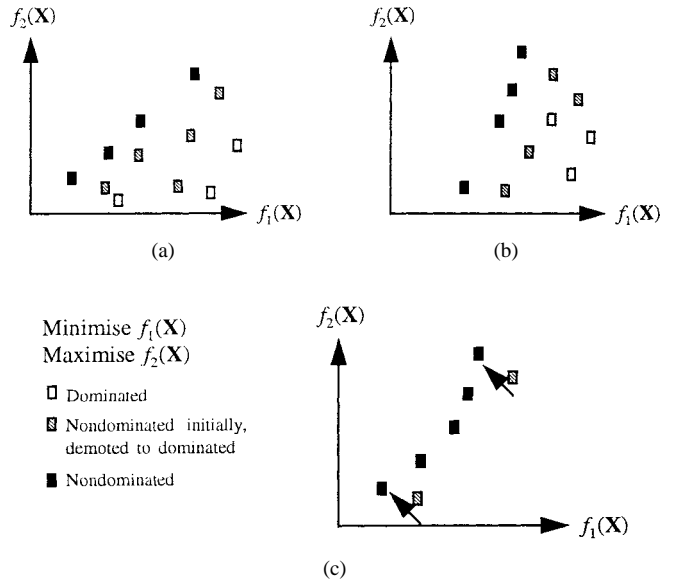 f₂(X)
f₂(X)
f₁(X)
f₁(X)
(a)
(b)
Minimise f₁(X)
Maximise f₂(X)
Dominated
Nondominated initially,
demoted to dominated
Nondominated
f₂(X)
f₁(X)
(c)